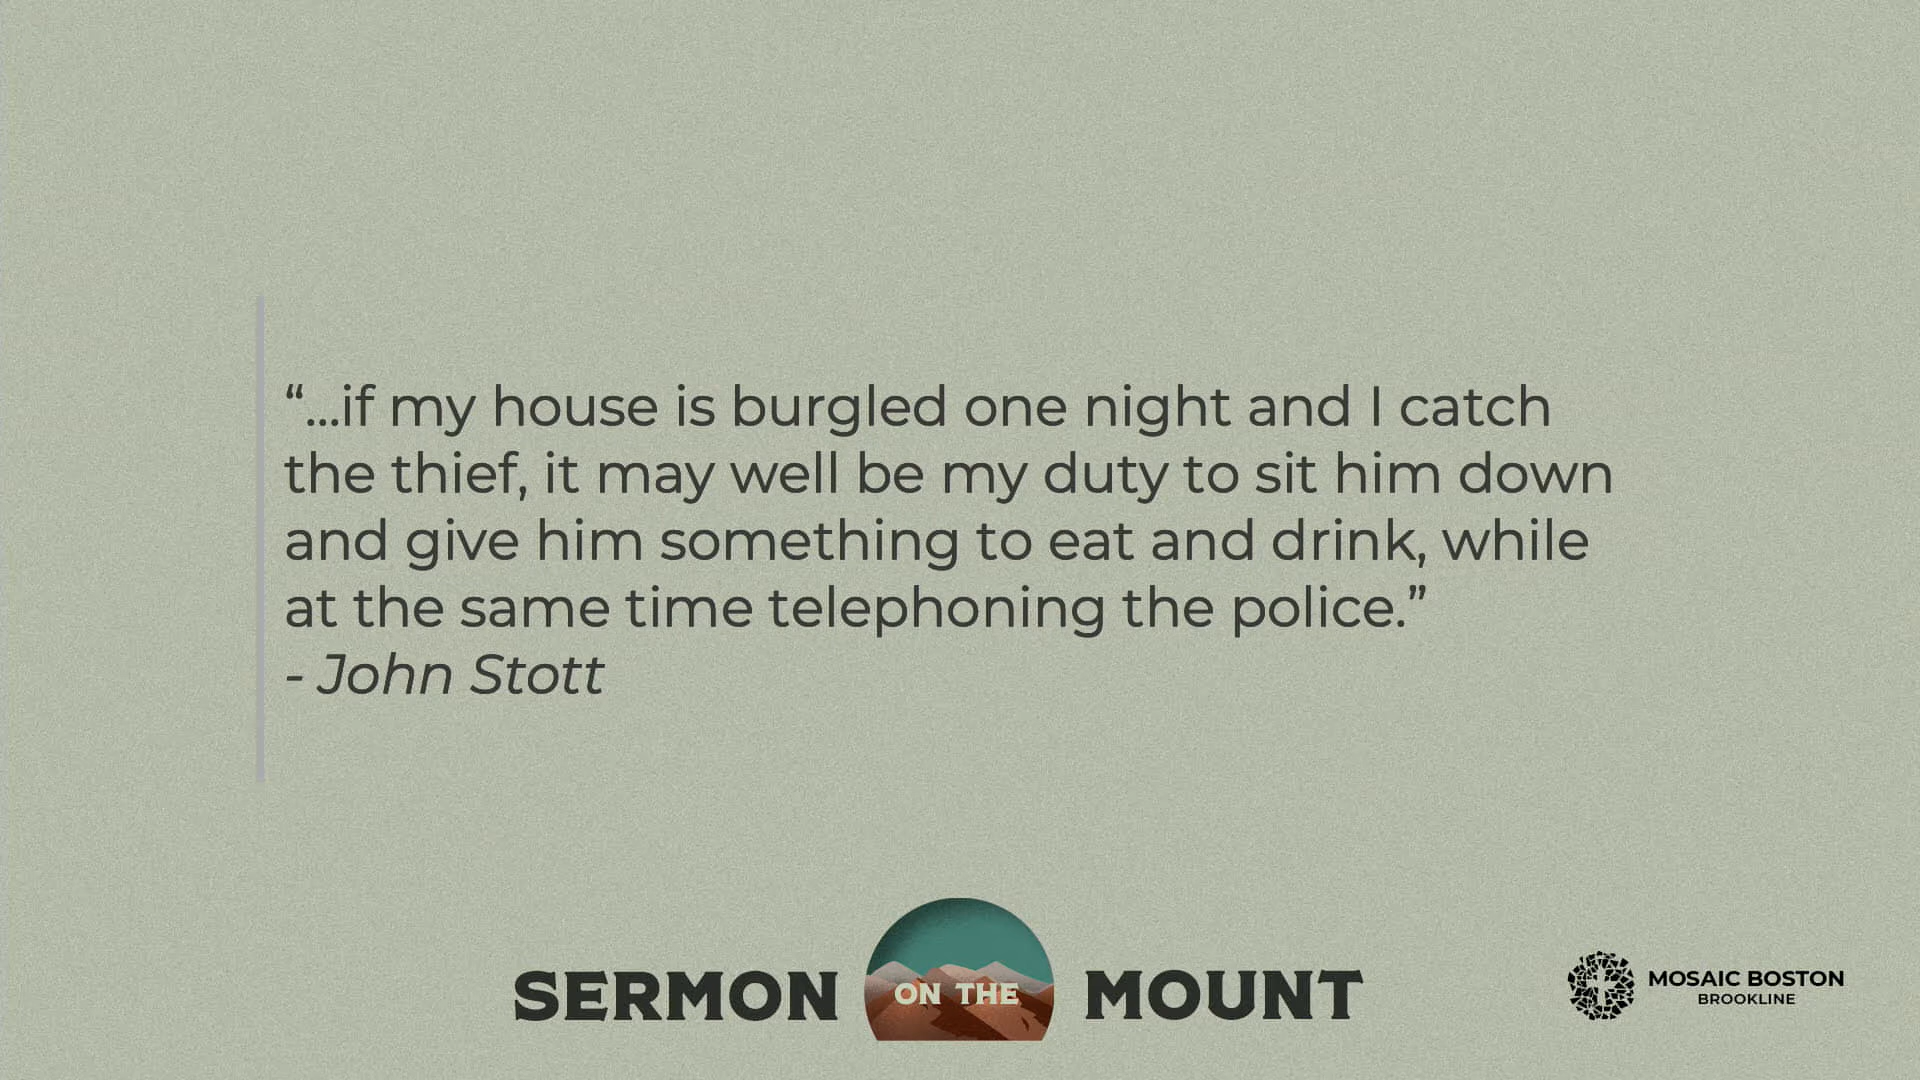 “...if my house is burgled one night and I catch
the thief, it may well be my duty to sit him down
and give him something to eat and drink, while
at the same time telephoning the police.”
- John Stott
SERMON ON THE MOUNT
MOSAIC BOSTON
BROOKLINE